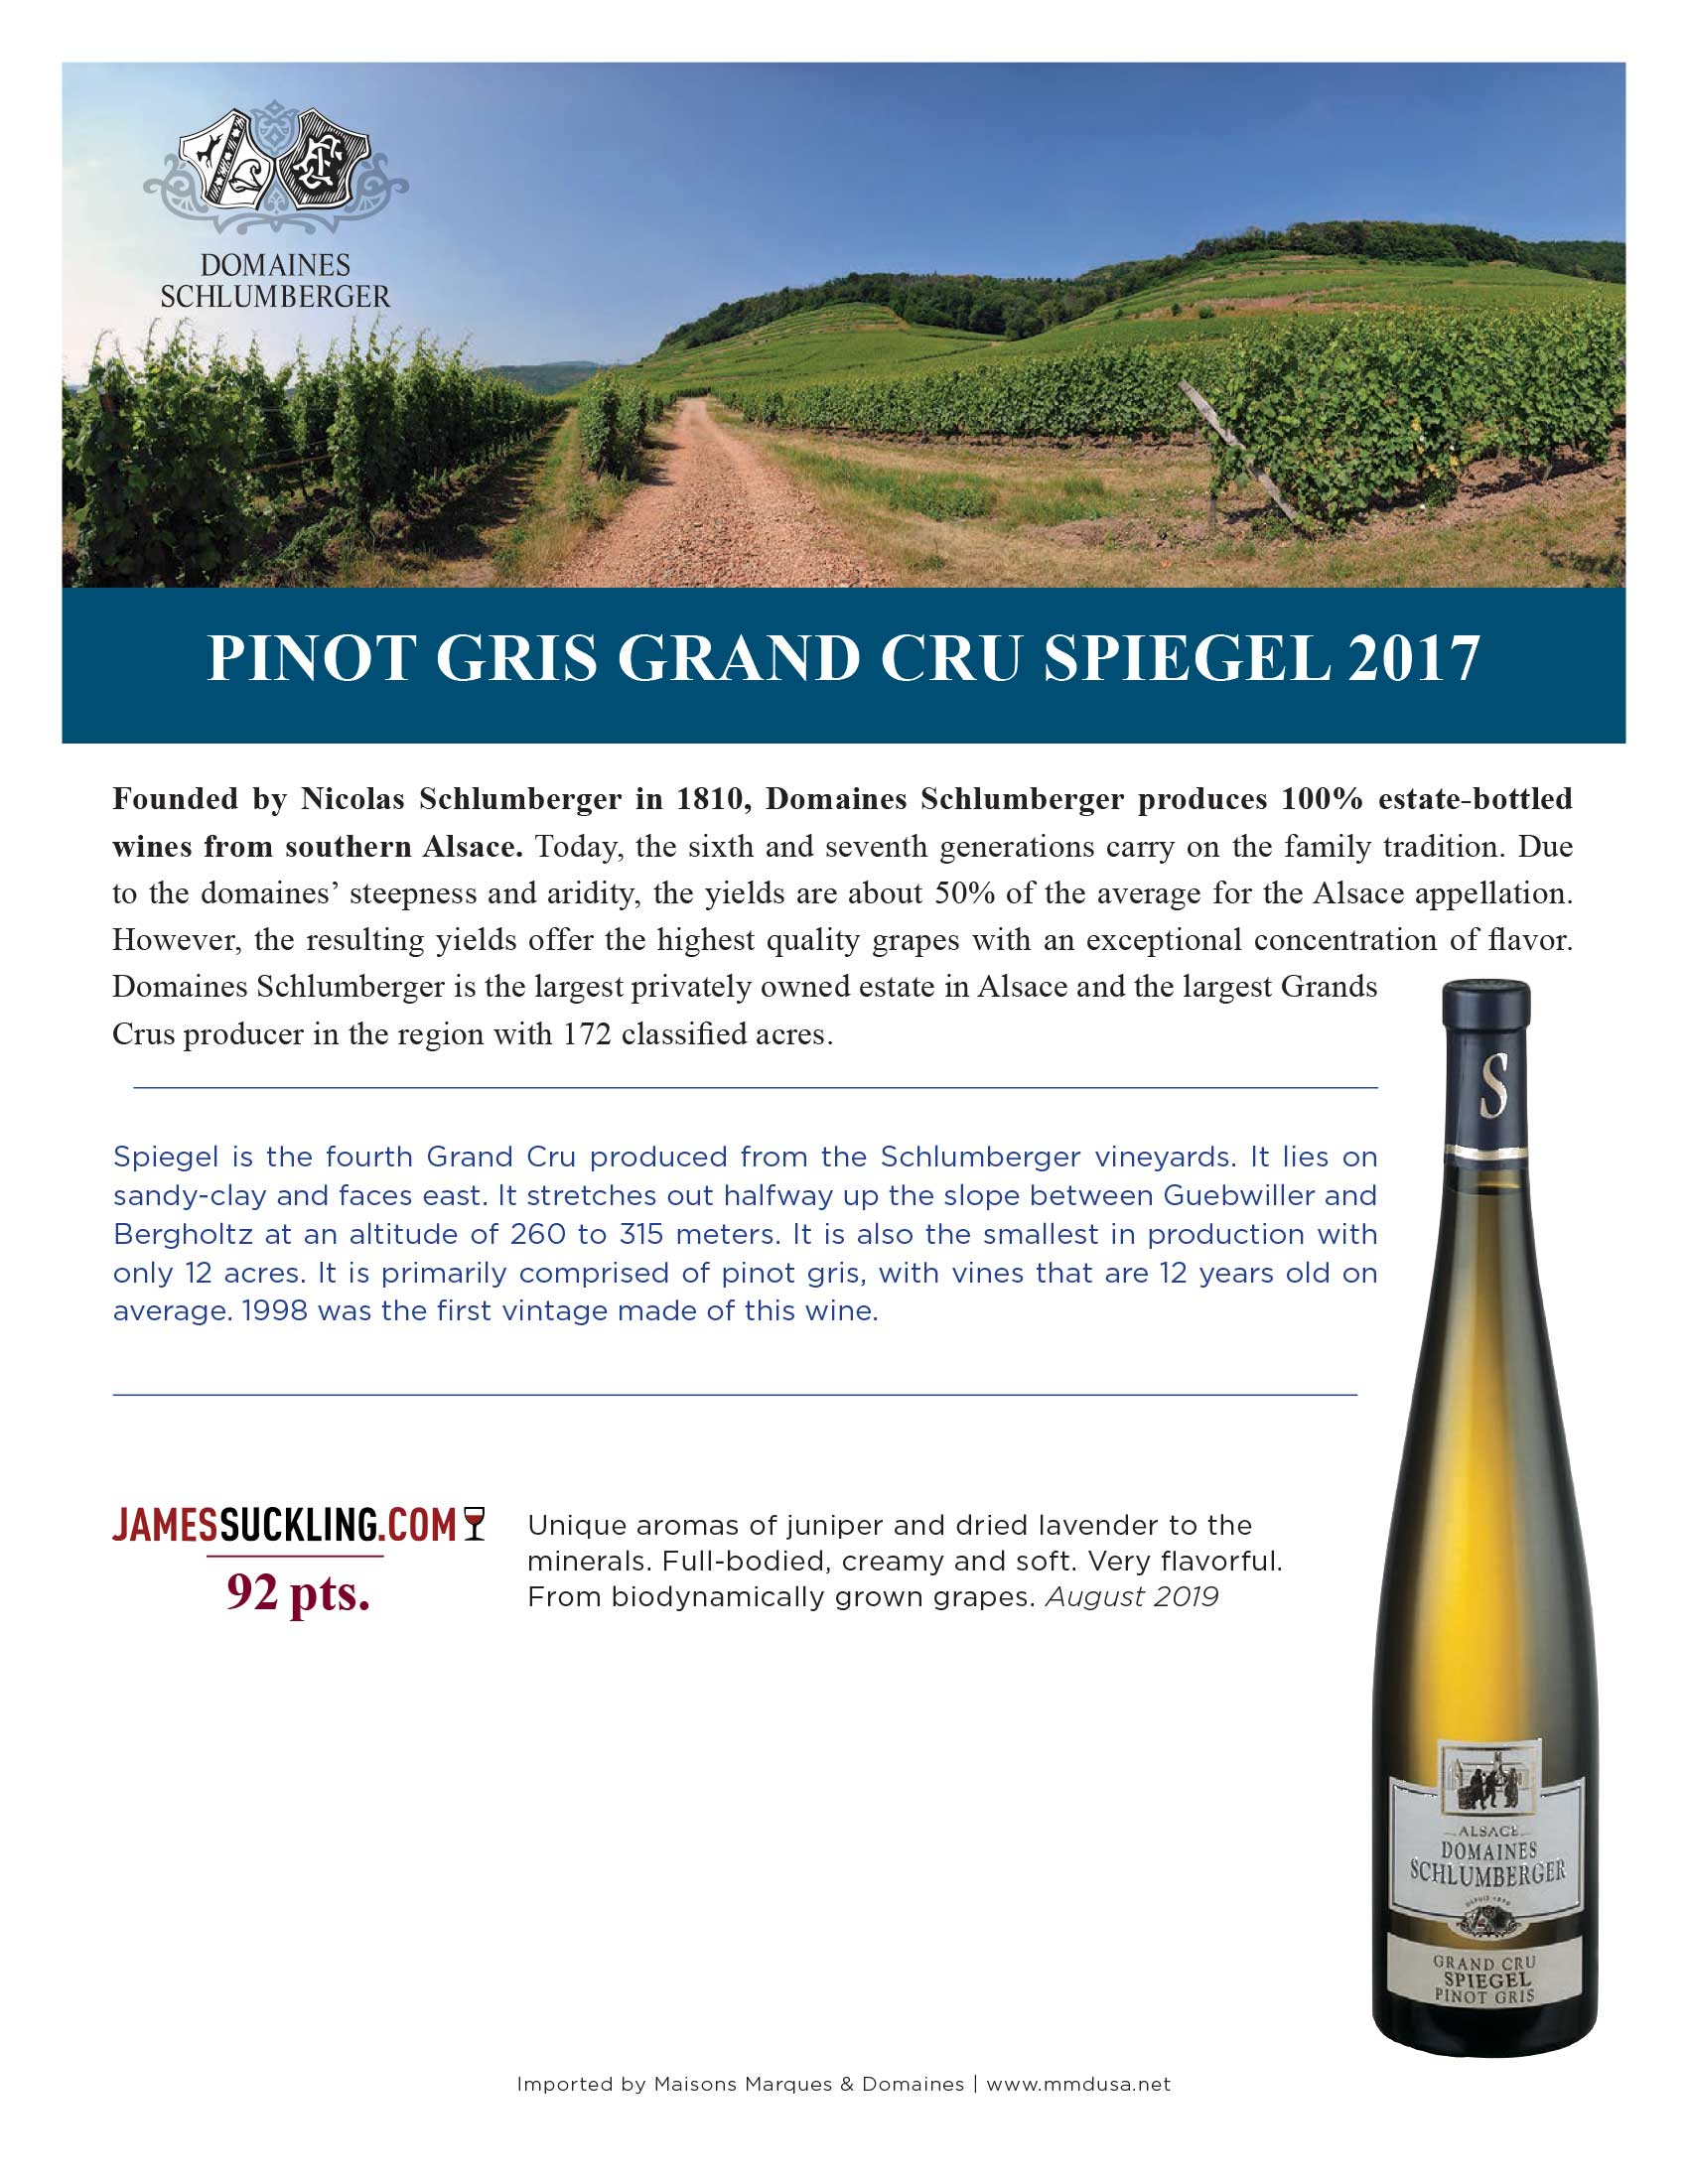 DOMAINES
SCHLUMBERGER
PINOT GRIS GRAND CRU SPIEGEL 2017
Founded by Nicolas Schlumberger in 1810, Domaines Schlumberger produces 100% estate-bottled
wines from southern Alsace. Today, the sixth and seventh generations carry on the family tradition. Due
to the domaines’ steepness and aridity, the yields are about 50% of the average for the Alsace appellation.
However, the resulting yields offer the highest quality grapes with an exceptional concentration of flavor.
Domaines Schlumberger is the largest privately owned estate in Alsace and the largest Grands
Crus producer in the region with 172 classified acres.
Spiegel is the fourth Grand Cru produced from the Schlumberger vineyards. It lies on
sandy-clay and faces east. It stretches out halfway up the slope between Guebwiller and
Bergholtz at an altitude of 260 to 315 meters. It is also the smallest in production with
only 12 acres. It is primarily comprised of pinot gris, with vines that are 12 years old on
average. 1998 was the first vintage made of this wine.
JAMESSUCKLING.COM
92 pts.
Unique aromas of juniper and dried lavender to the
minerals. Full-bodied, creamy and soft. Very flavorful.
From biodynamically grown grapes. August 2019
S
ALSACE
DOMAINES
SCHLUMBERGER
GRAND CRU
SPIEGEL
PINOT GRIS
Imported by Maisons Marques & Domaines | www.mmdusa.net